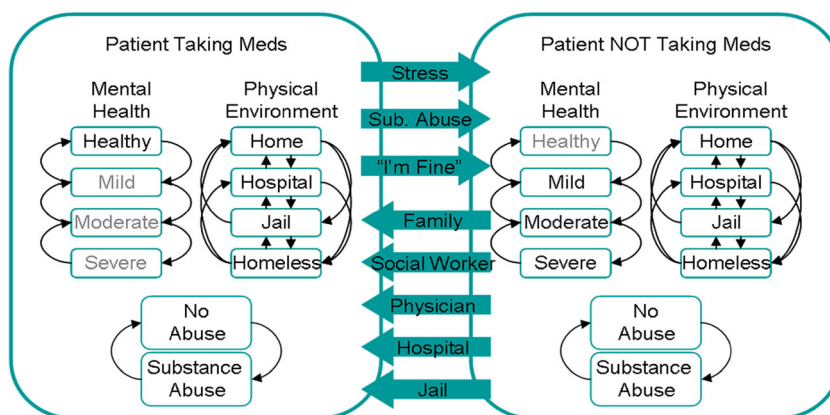 Patient Taking Meds
Mental
Health
Healthy
Mild
Moderate
Severe
Physical
Environment
Home
Hospital
Jail
Homeless
No
Abuse
Substance
Abuse
Stress
Sub. Abuse
"I'm Fine"
Family
Social Worker
Physician
Hospital
Jail
Patient NOT Taking Meds
Mental
Health
Healthy
Mild
Moderate
Severe
Physical
Environment
Home
Hospital
Jail
Homeless
No
Abuse
Substance
Abuse